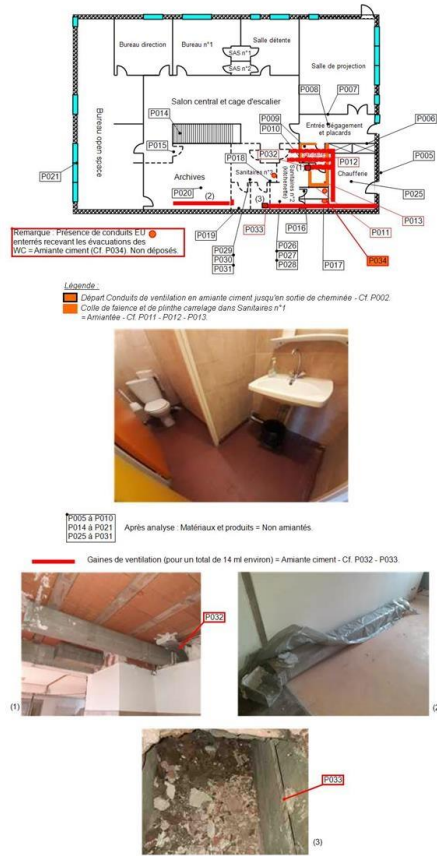 Bureau direction
Bureau n°1
Salle détente
SAS n°1
SAS n°2
Salle de projection
P008
P007
Salon central et cage d'escalier
P014
P009
P010
Entrée dégagement
et placards
P006
Bureau open space
P015
P018
P032
P012
P005
P021
Archives
P020
(2)
Sanitaires n°3
Sanitaires n°2
(1)
(3)
Chaufferie
P025
P013
P019
P033
P016
P011
P029
P030
P031
P026
P027
P028
P017
P034
Remarque : Présence de conduits EU
enterrés recevant les évacuations des
WC = Amiante ciment (Cf. P034). Non déposés.
Légende :
Départ Conduits de ventilation en amiante ciment jusqu'en sortie de cheminée - Cf. P002.
Colle de faïence et de plinthe carrelage dans Sanitaires n°1
= Amiantée - Cf. P011 - P012 - P013.
P005 à P010
P014 à P021
P025 à P031
Après analyse : Matériaux et produits = Non amiantés.
Gaines de ventilation (pour un total de 14 ml environ) = Amiante ciment - Cf. P032 - P033.
P032
(1)
(2
P033
(3)